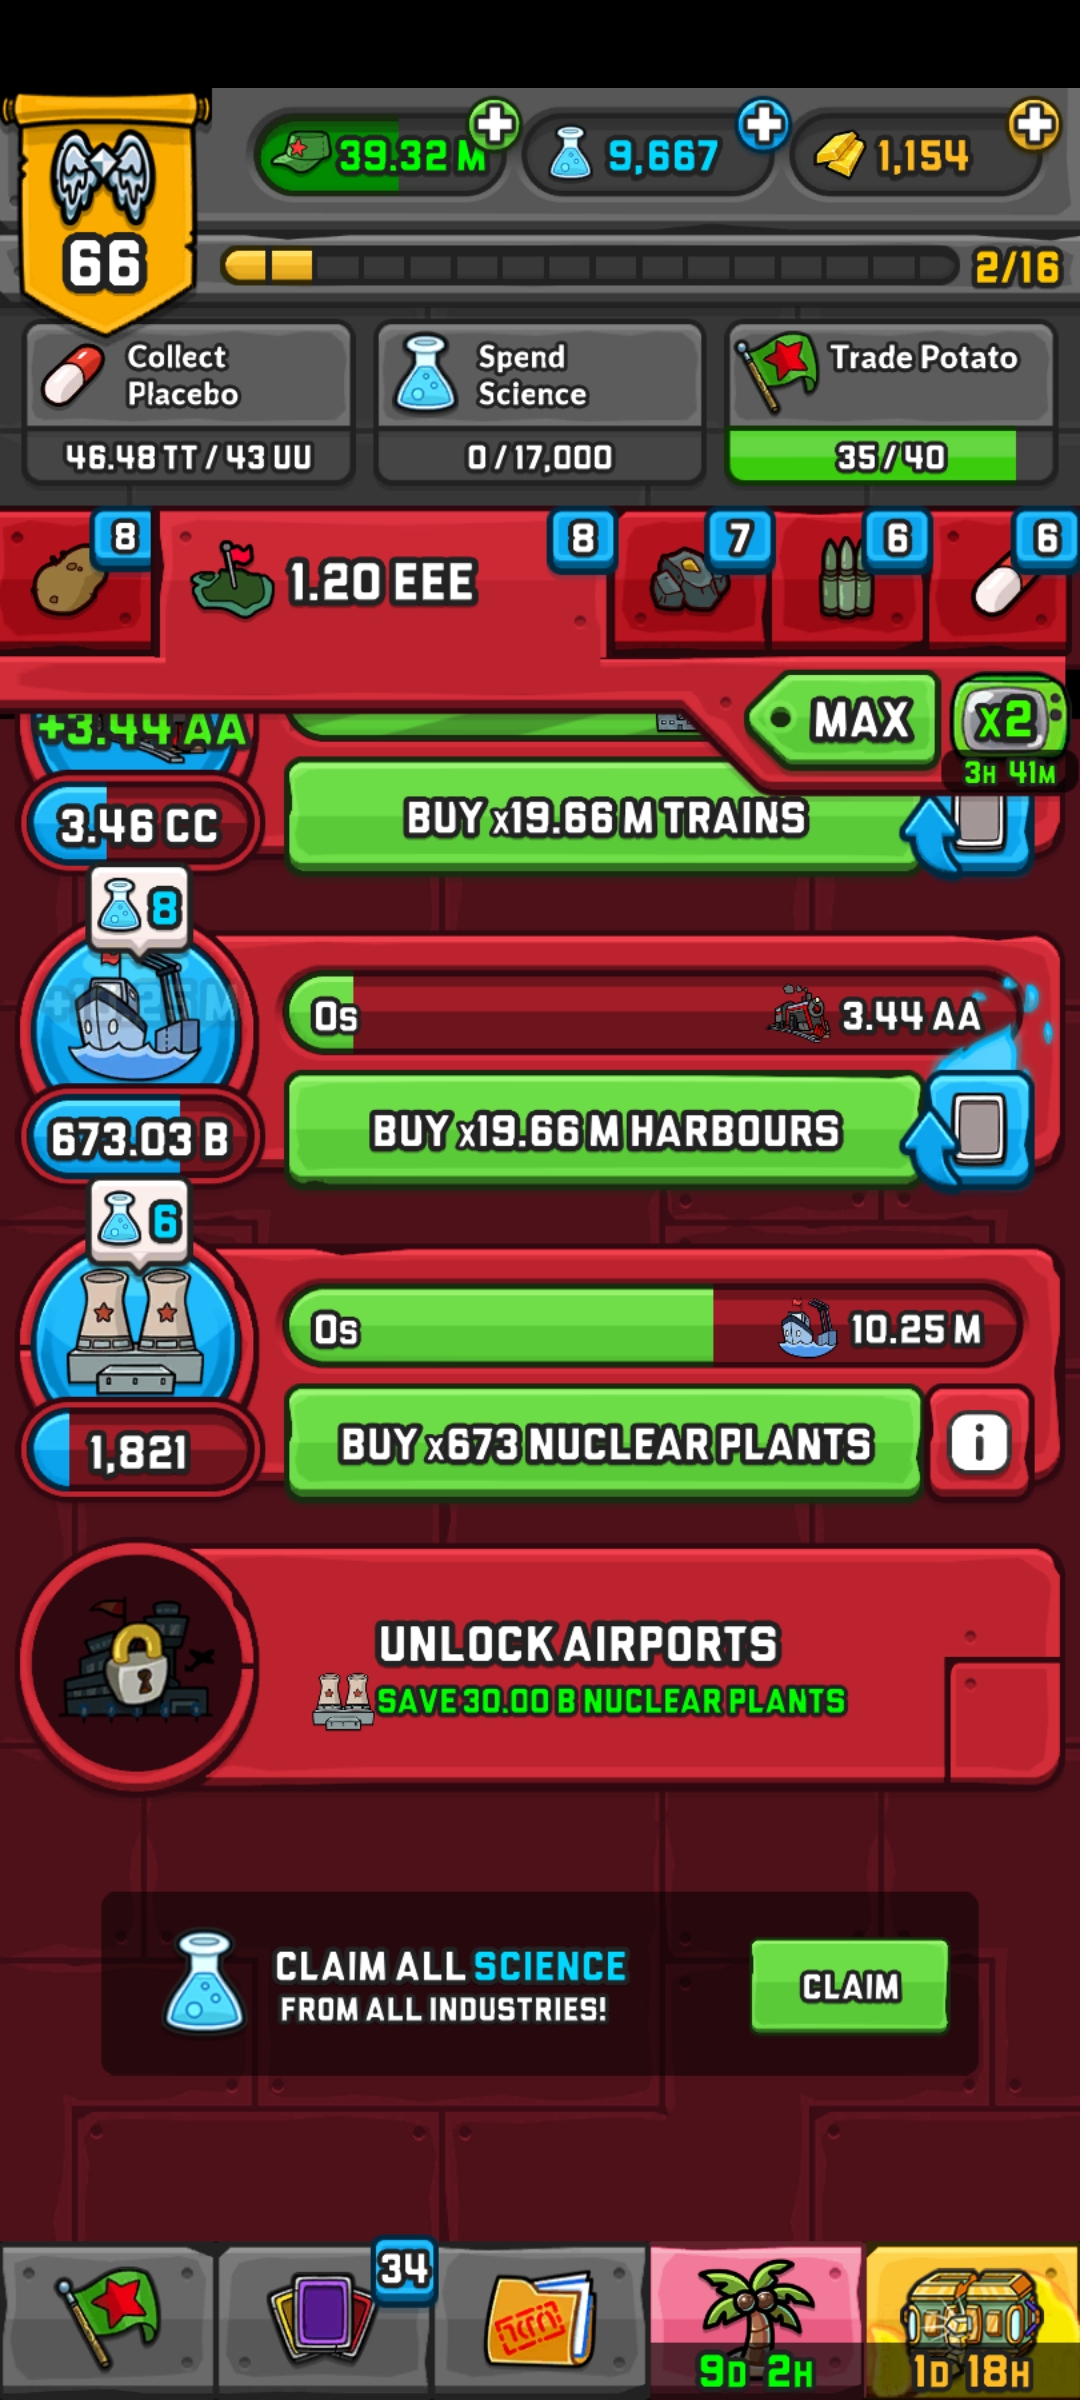 39.32 M
9,667
1,154
66
2/16
Collect
Placebo
Spend
Science
Trade Potato
46.48 TT / 43 UU
0 / 17,000
35 / 40
8
1.20 EEE
8
7
6
6
MAX
x2
3H 41M
+3.44 AA
3.46 CC
BUY x19.66 M TRAINS
8
+10.25 M
0s
3.44 AA
673.03 B
BUY x19.66 M HARBOURS
6
0s
10.25 M
1,821
BUY x673 NUCLEAR PLANTS
i
UNLOCK AIRPORTS
SAVE 30.00 B NUCLEAR PLANTS
CLAIM ALL SCIENCE
FROM ALL INDUSTRIES!
CLAIM
34
9D 2H
1D 18H